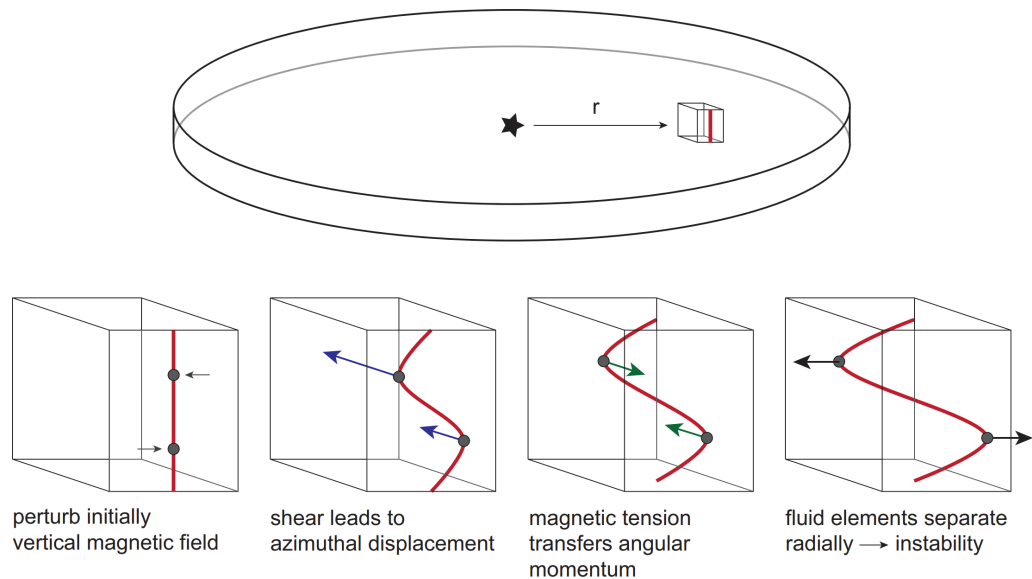 r
perturb initially
vertical magnetic field
shear leads to
azimuthal displacement
magnetic tension
transfers angular
momentum
fluid elements separate
radially → instability